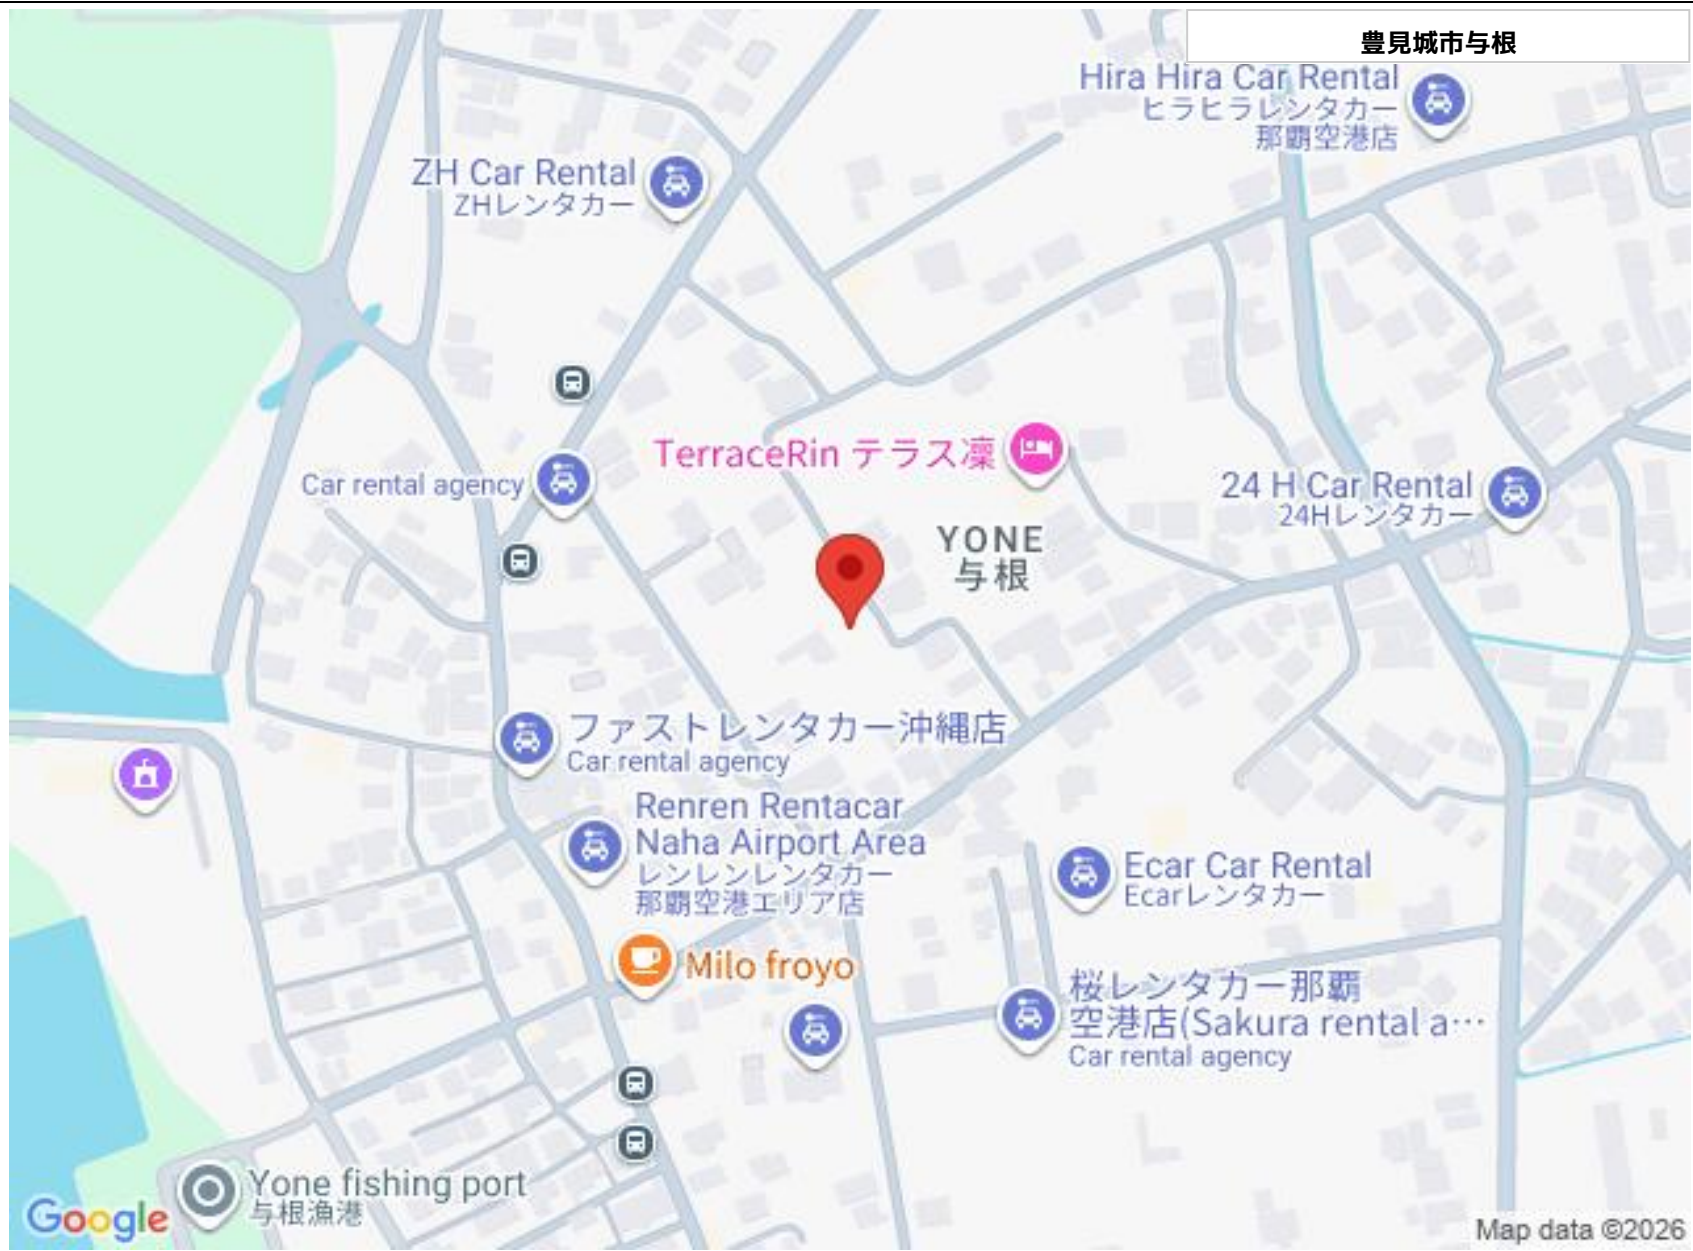 豊見城市与根
Hira Hira Car Rental
ヒラヒラレンタカー
那覇空港店
ZH Car Rental
ZHレンタカー
TerraceRin テラス凜
Car rental agency
24 H Car Rental
24Hレンタカー
YONE
与根
ファストレンタカー沖縄店
Car rental agency
Renren Rentacar
Naha Airport Area
レンレンレンタカー
那覇空港エリア店
Ecar Car Rental
Ecarレンタカー
Milo froyo
桜レンタカー那覇
空港店(Sakura rental a…
Car rental agency
Yone fishing port
与根漁港
Google
Map data ©2026